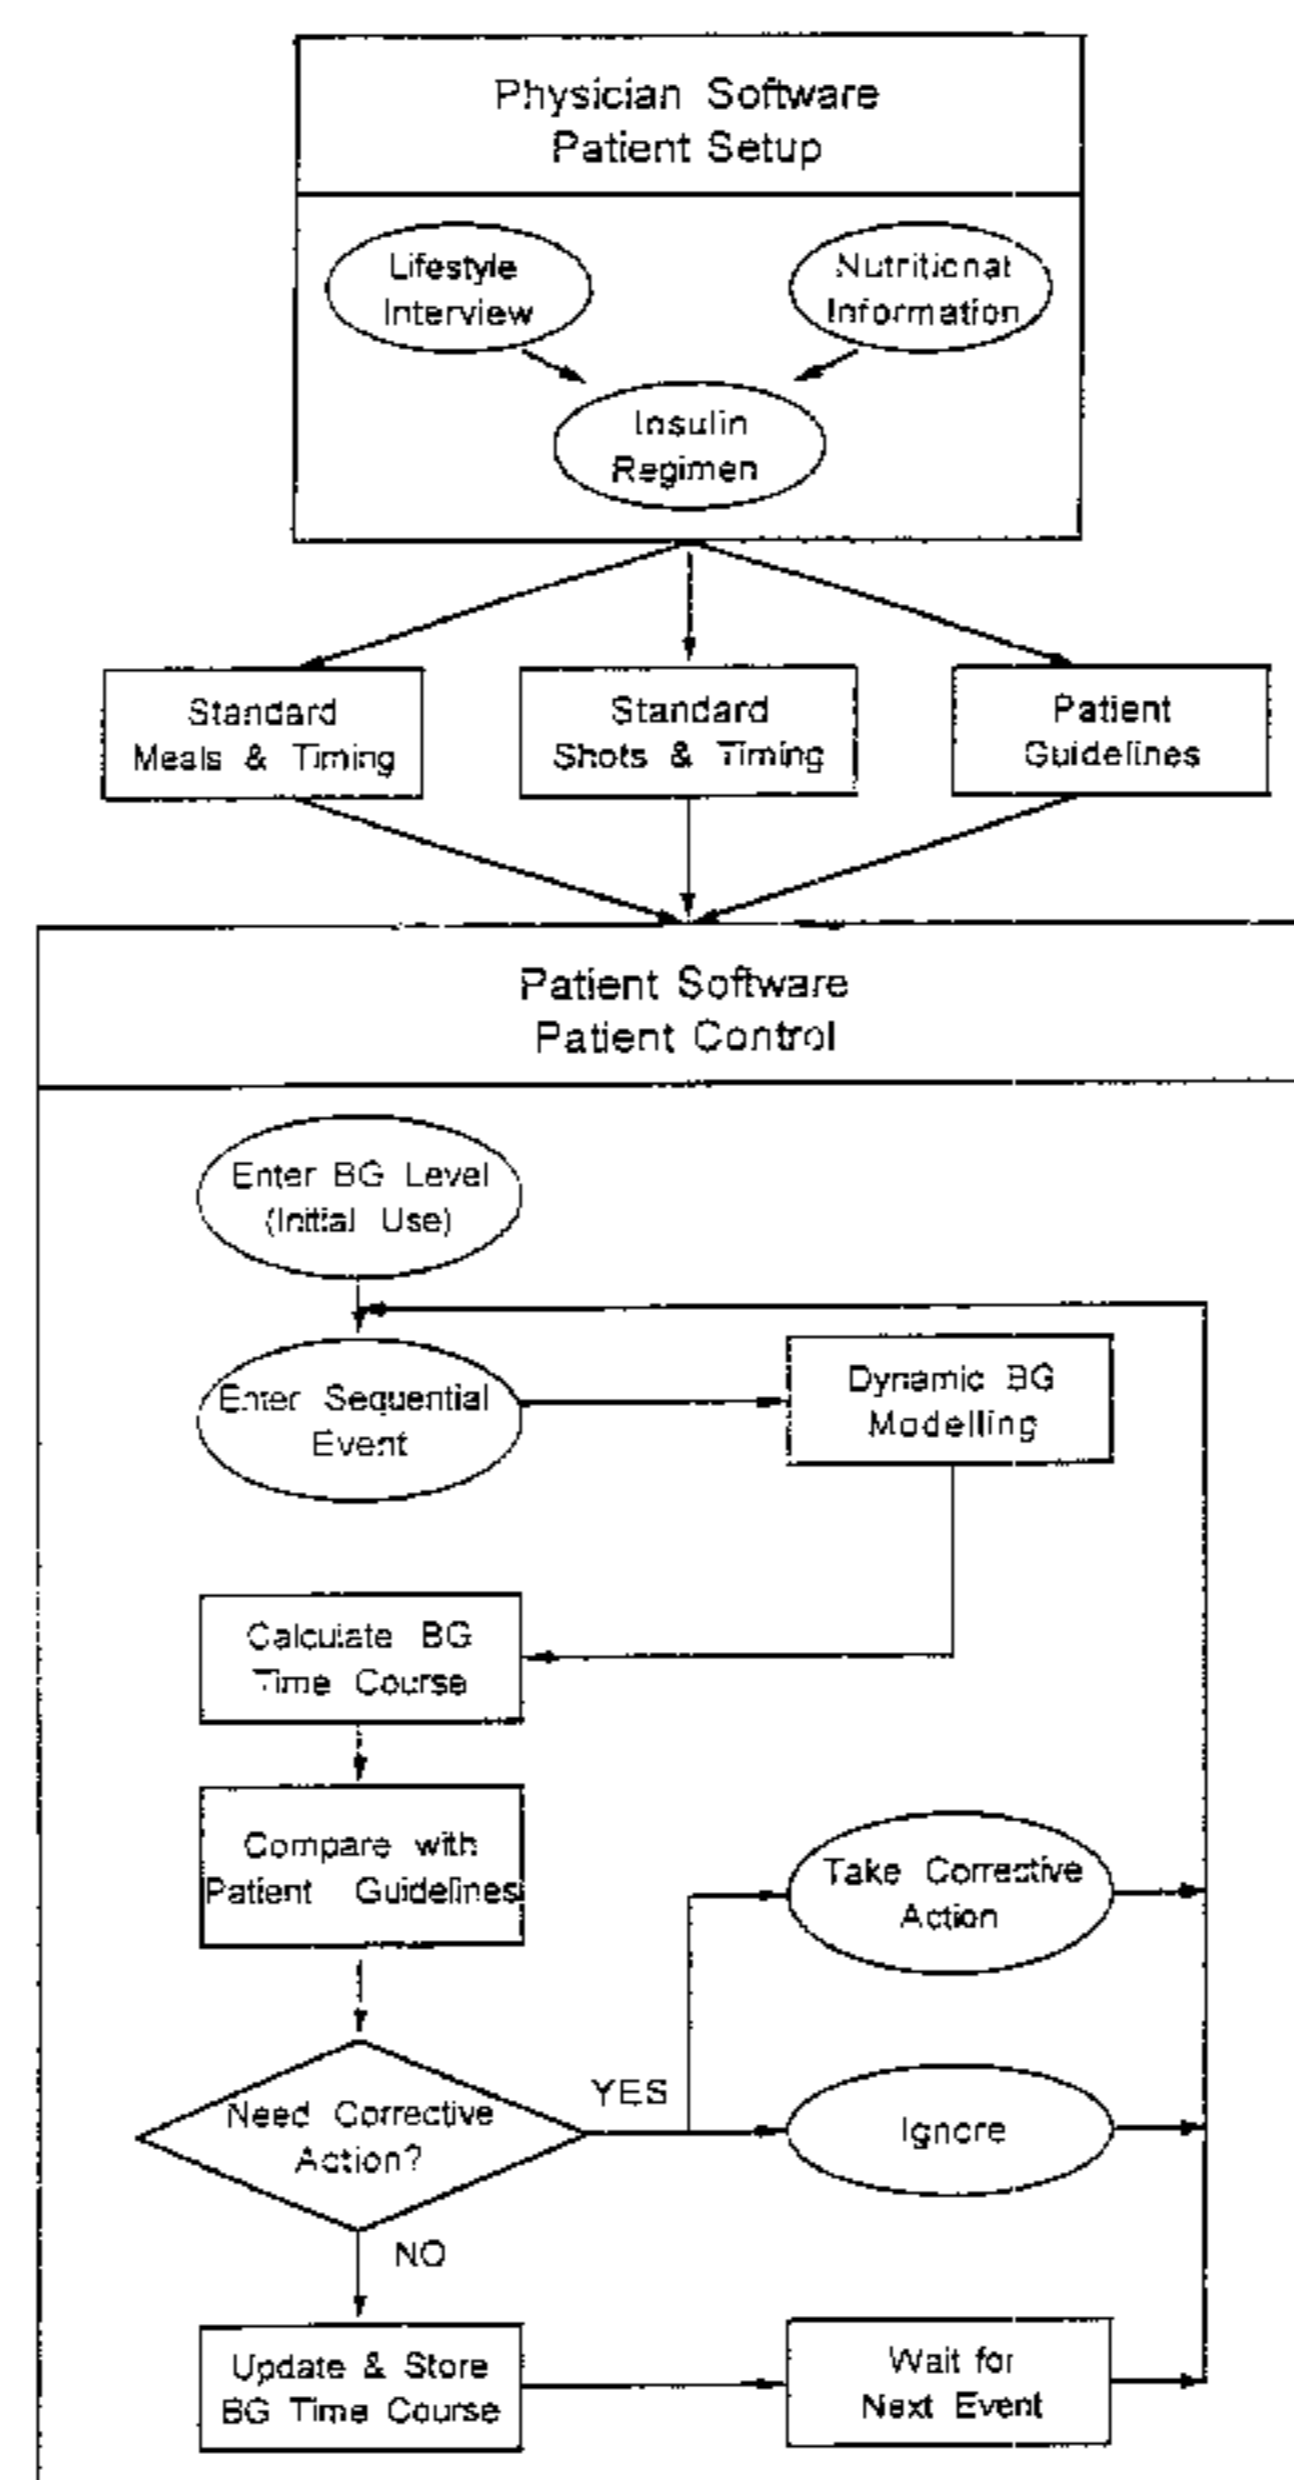 Physician Software
Patient Setup
Lifestyle
Interview
Nutritional
Information
Insulin
Regimen
Standard
Meals & Timing
Standard
Shots & Timing
Patient
Guidelines
Patient Software
Patient Control
Enter BG Level
(Initial Use)
Enter Sequential
Event
Dynamic BG
Modelling
Calculate BG
Time Course
Compare with
Patient Guidelines
Take Corrective
Action
Need Corrective
Action?
YES
Ignore
NO
Update & Store
BG Time Course
Wait for
Next Event